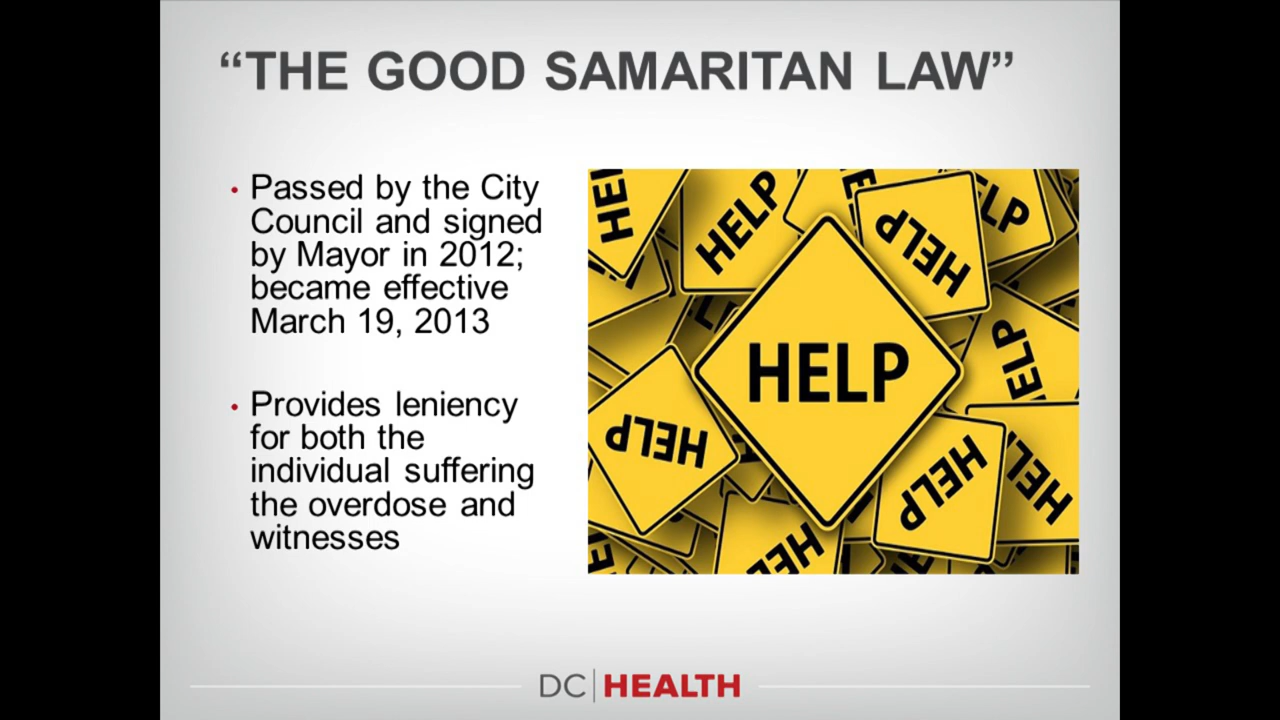 “THE GOOD SAMARITAN LAW”
• Passed by the City
Council and signed
by Mayor in 2012;
became effective
March 19, 2013
• Provides leniency
for both the
individual suffering
the overdose and
witnesses
HELP
HELP
HELP
HELP
HELP
HELP
HELP
HELP
DC|HEALTH